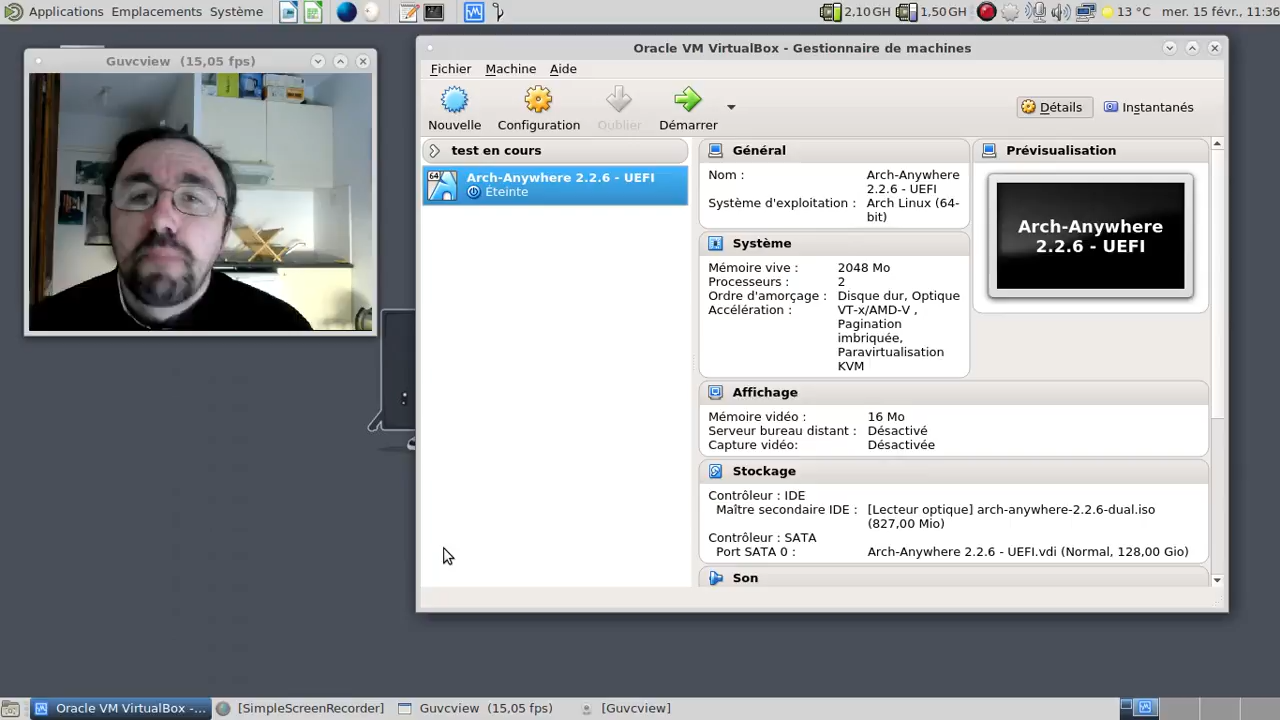 Applications Emplacements Système
2,10 GH 1,50 GH 13 °C mer. 15 févr., 11:36
Guvcview (15,05 fps)
Oracle VM VirtualBox - Gestionnaire de machines
Fichier Machine Aide
Nouvelle Configuration Oublier Démarrer
Détails Instantanés
test en cours
64
Arch-Anywhere 2.2.6 - UEFI
Éteinte
Général
Nom : Arch-Anywhere
2.2.6 - UEFI
Système d'exploitation : Arch Linux (64-
bit)
Système
Mémoire vive : 2048 Mo
Processeurs : 2
Ordre d'amorçage : Disque dur, Optique
Accélération : VT-x/AMD-V ,
Pagination
imbriquée,
Paravirtualisation
KVM
Prévisualisation
Arch-Anywhere
2.2.6 - UEFI
Affichage
Mémoire vidéo : 16 Mo
Serveur bureau distant : Désactivé
Capture vidéo: Désactivée
Stockage
Contrôleur : IDE
Maître secondaire IDE : [Lecteur optique] arch-anywhere-2.2.6-dual.iso
(827,00 Mio)
Contrôleur : SATA
Port SATA 0 : Arch-Anywhere 2.2.6 - UEFI.vdi (Normal, 128,00 Gio)
Son
Oracle VM VirtualBox -... [SimpleScreenRecorder] Guvcview (15,05 fps) [Guvcview]